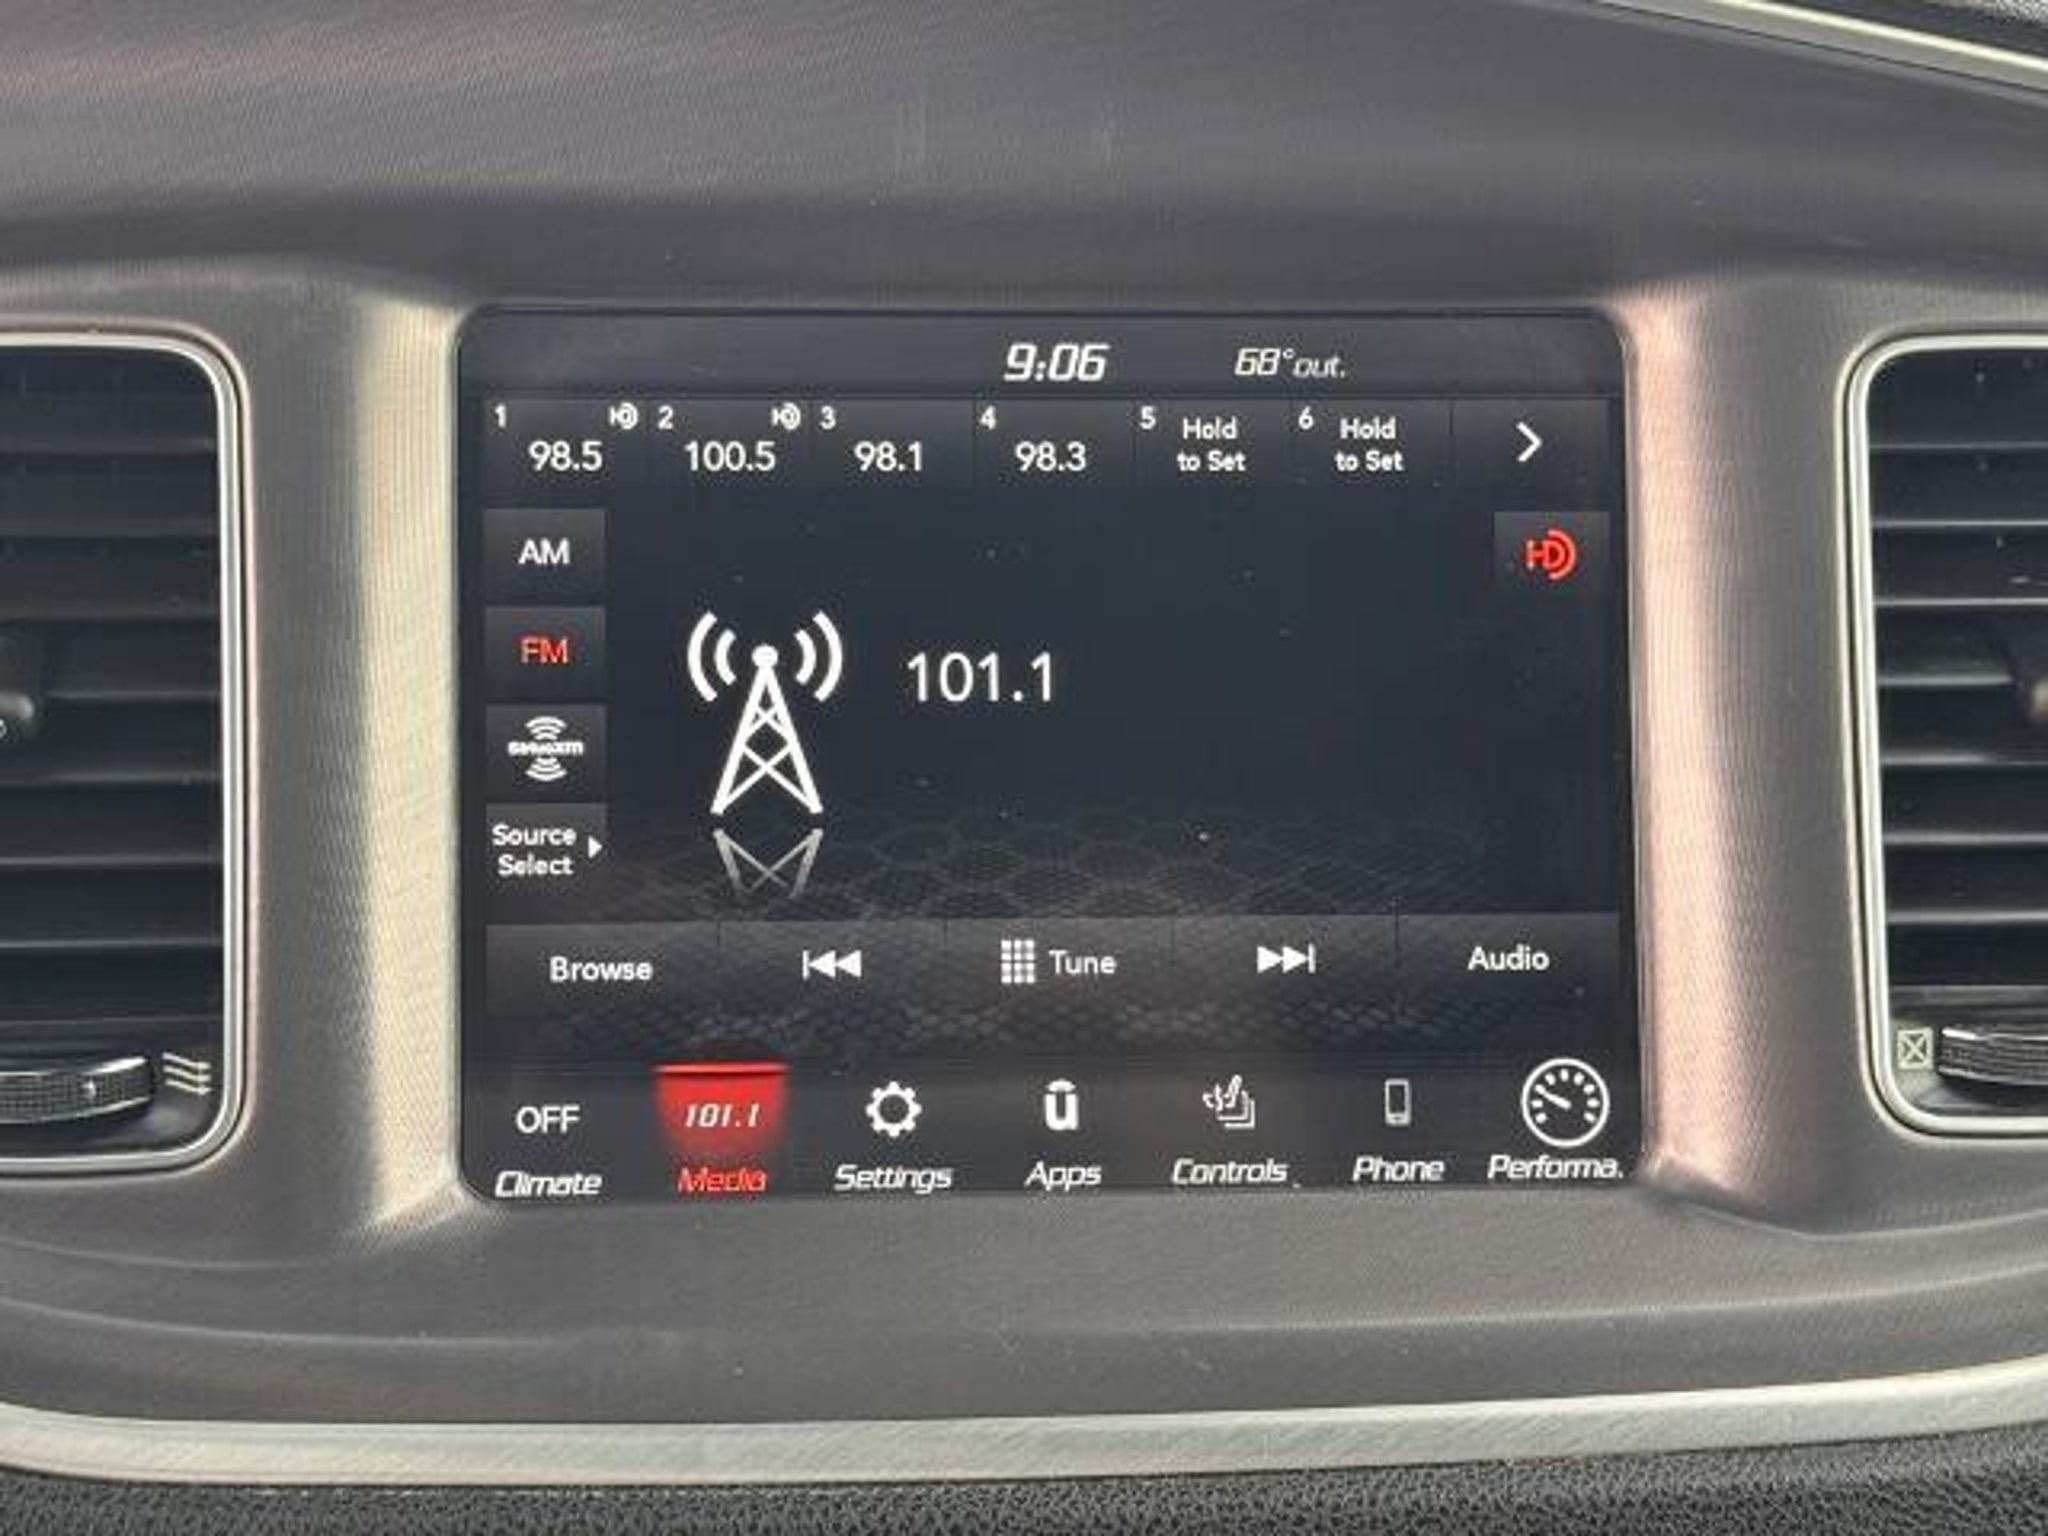 9:06 68°out.
1 2 3 4 5 Hold 6 Hold
98.5 100.5 98.1 98.3 to Set to Set
AM HD
FM
101.1
siriusxm
Source
Select
Browse Tune Audio
OFF 101.1
Climate Media Settings Apps Controls Phone Performa.